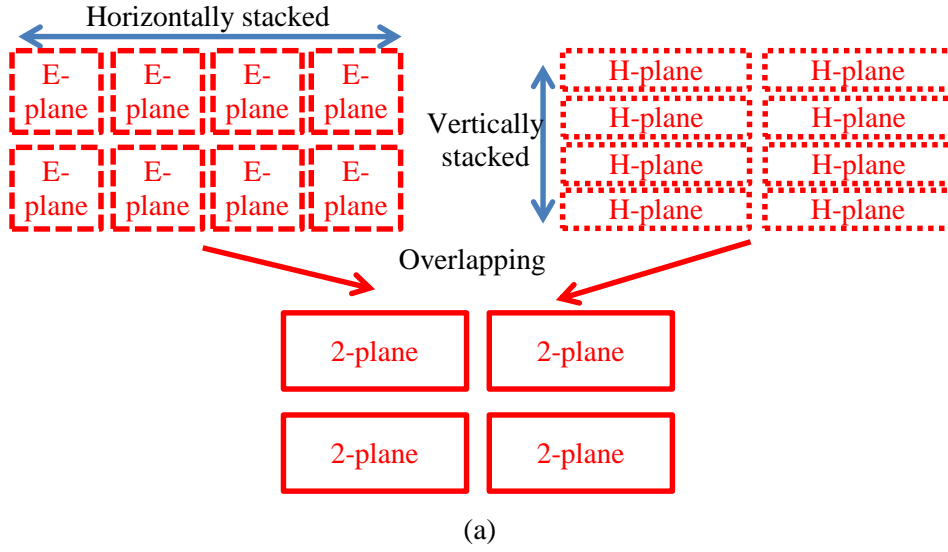 Horizontally stacked
E-
plane
E-
plane
E-
plane
E-
plane
E-
plane
E-
plane
E-
plane
E-
plane
Vertically
stacked
H-plane
H-plane
H-plane
H-plane
H-plane
H-plane
H-plane
H-plane
Overlapping
2-plane
2-plane
2-plane
2-plane
(a)